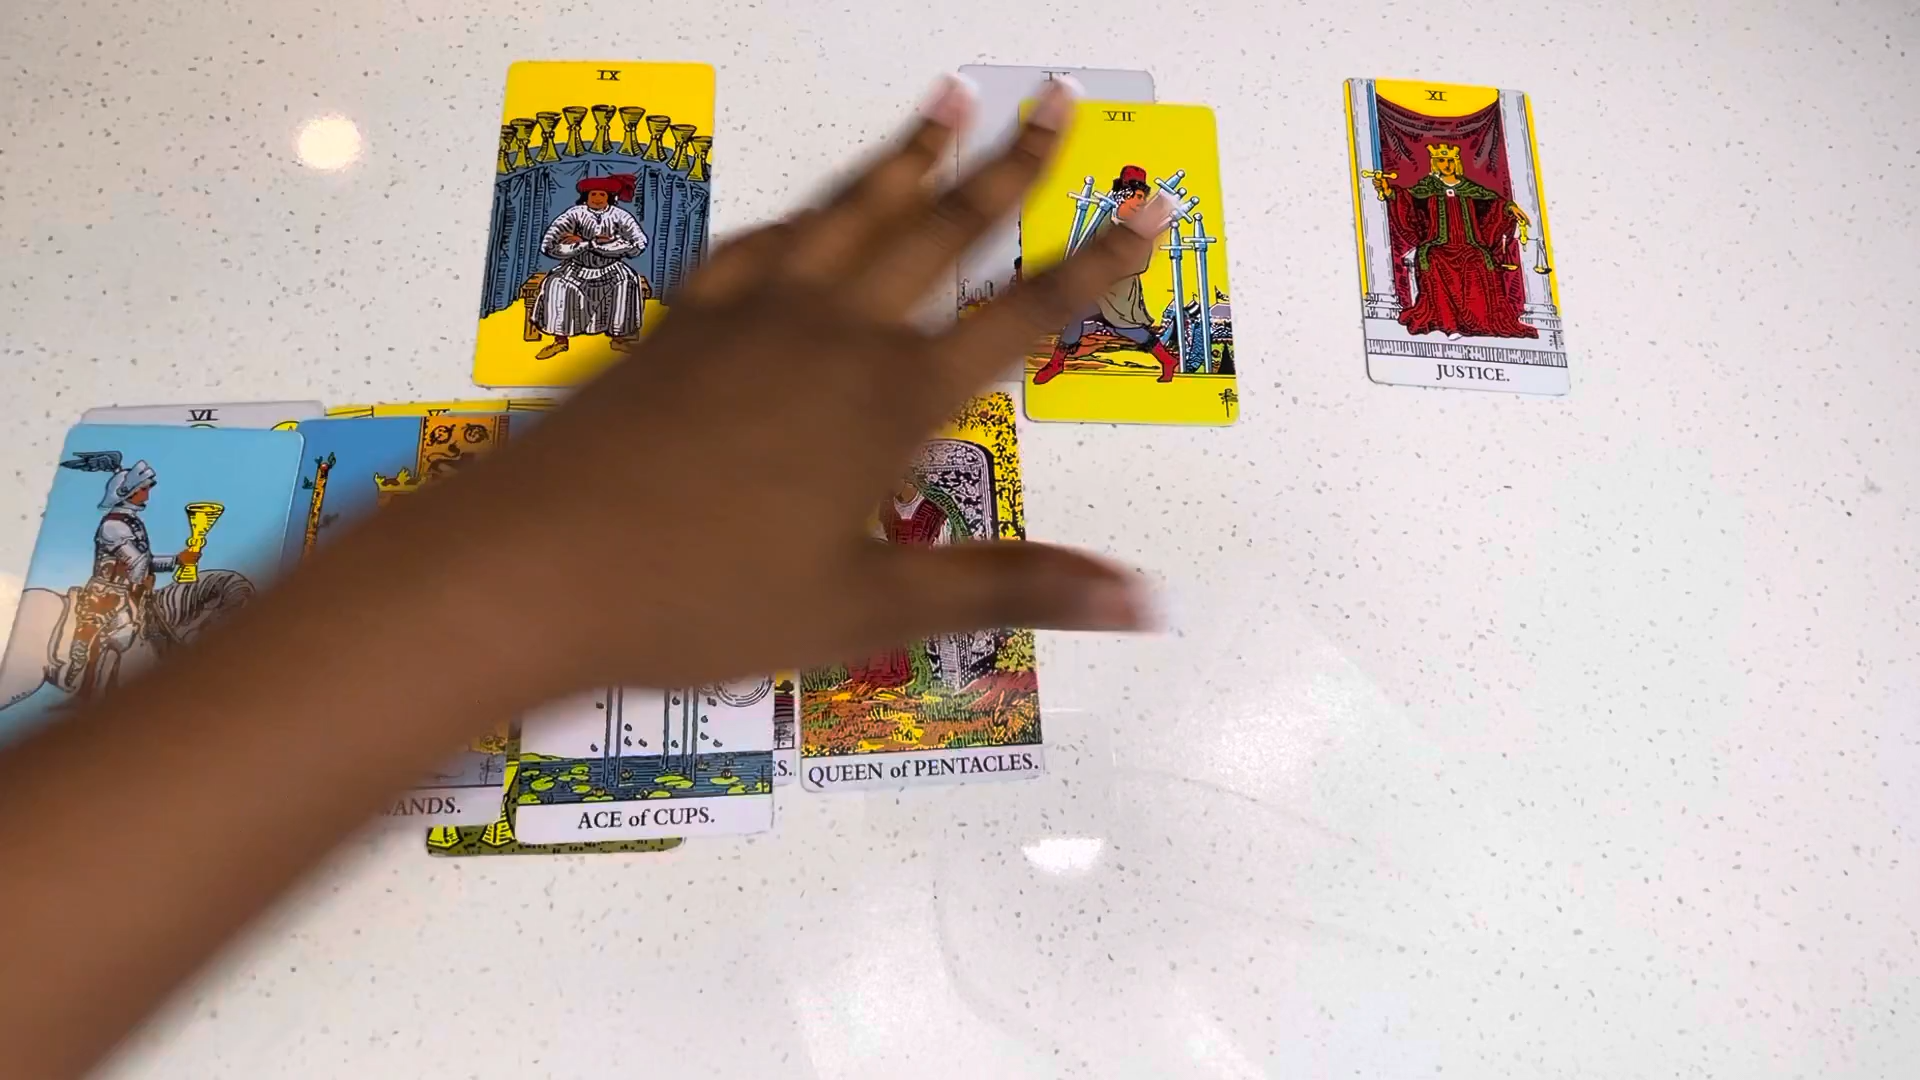 IX
VII
XI
JUSTICE.
VI
QUEEN of PENTACLES.
ES.
ANDS.
ACE of CUPS.